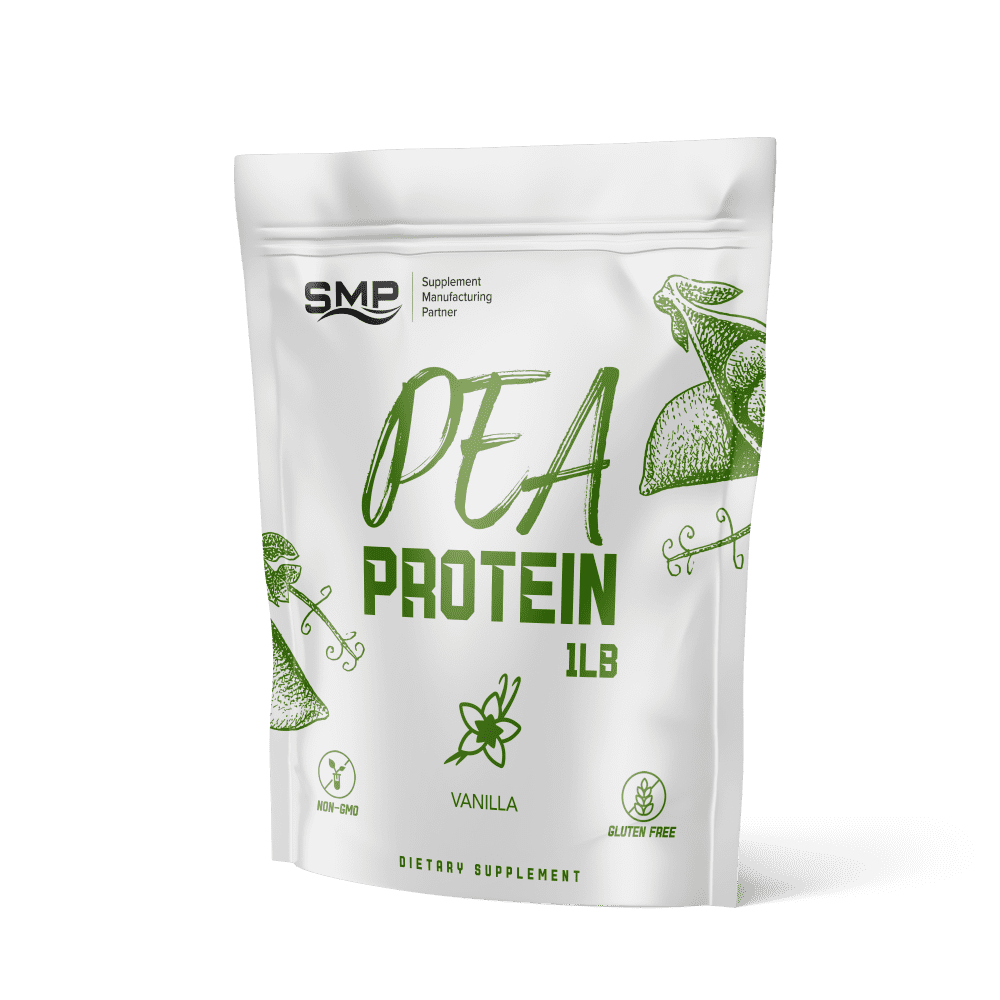 SMP
Supplement
Manufacturing
Partner
PEA
PROTEIN
1LB
VANILLA
NON-GMO
GLUTEN FREE
DIETARY SUPPLEMENT